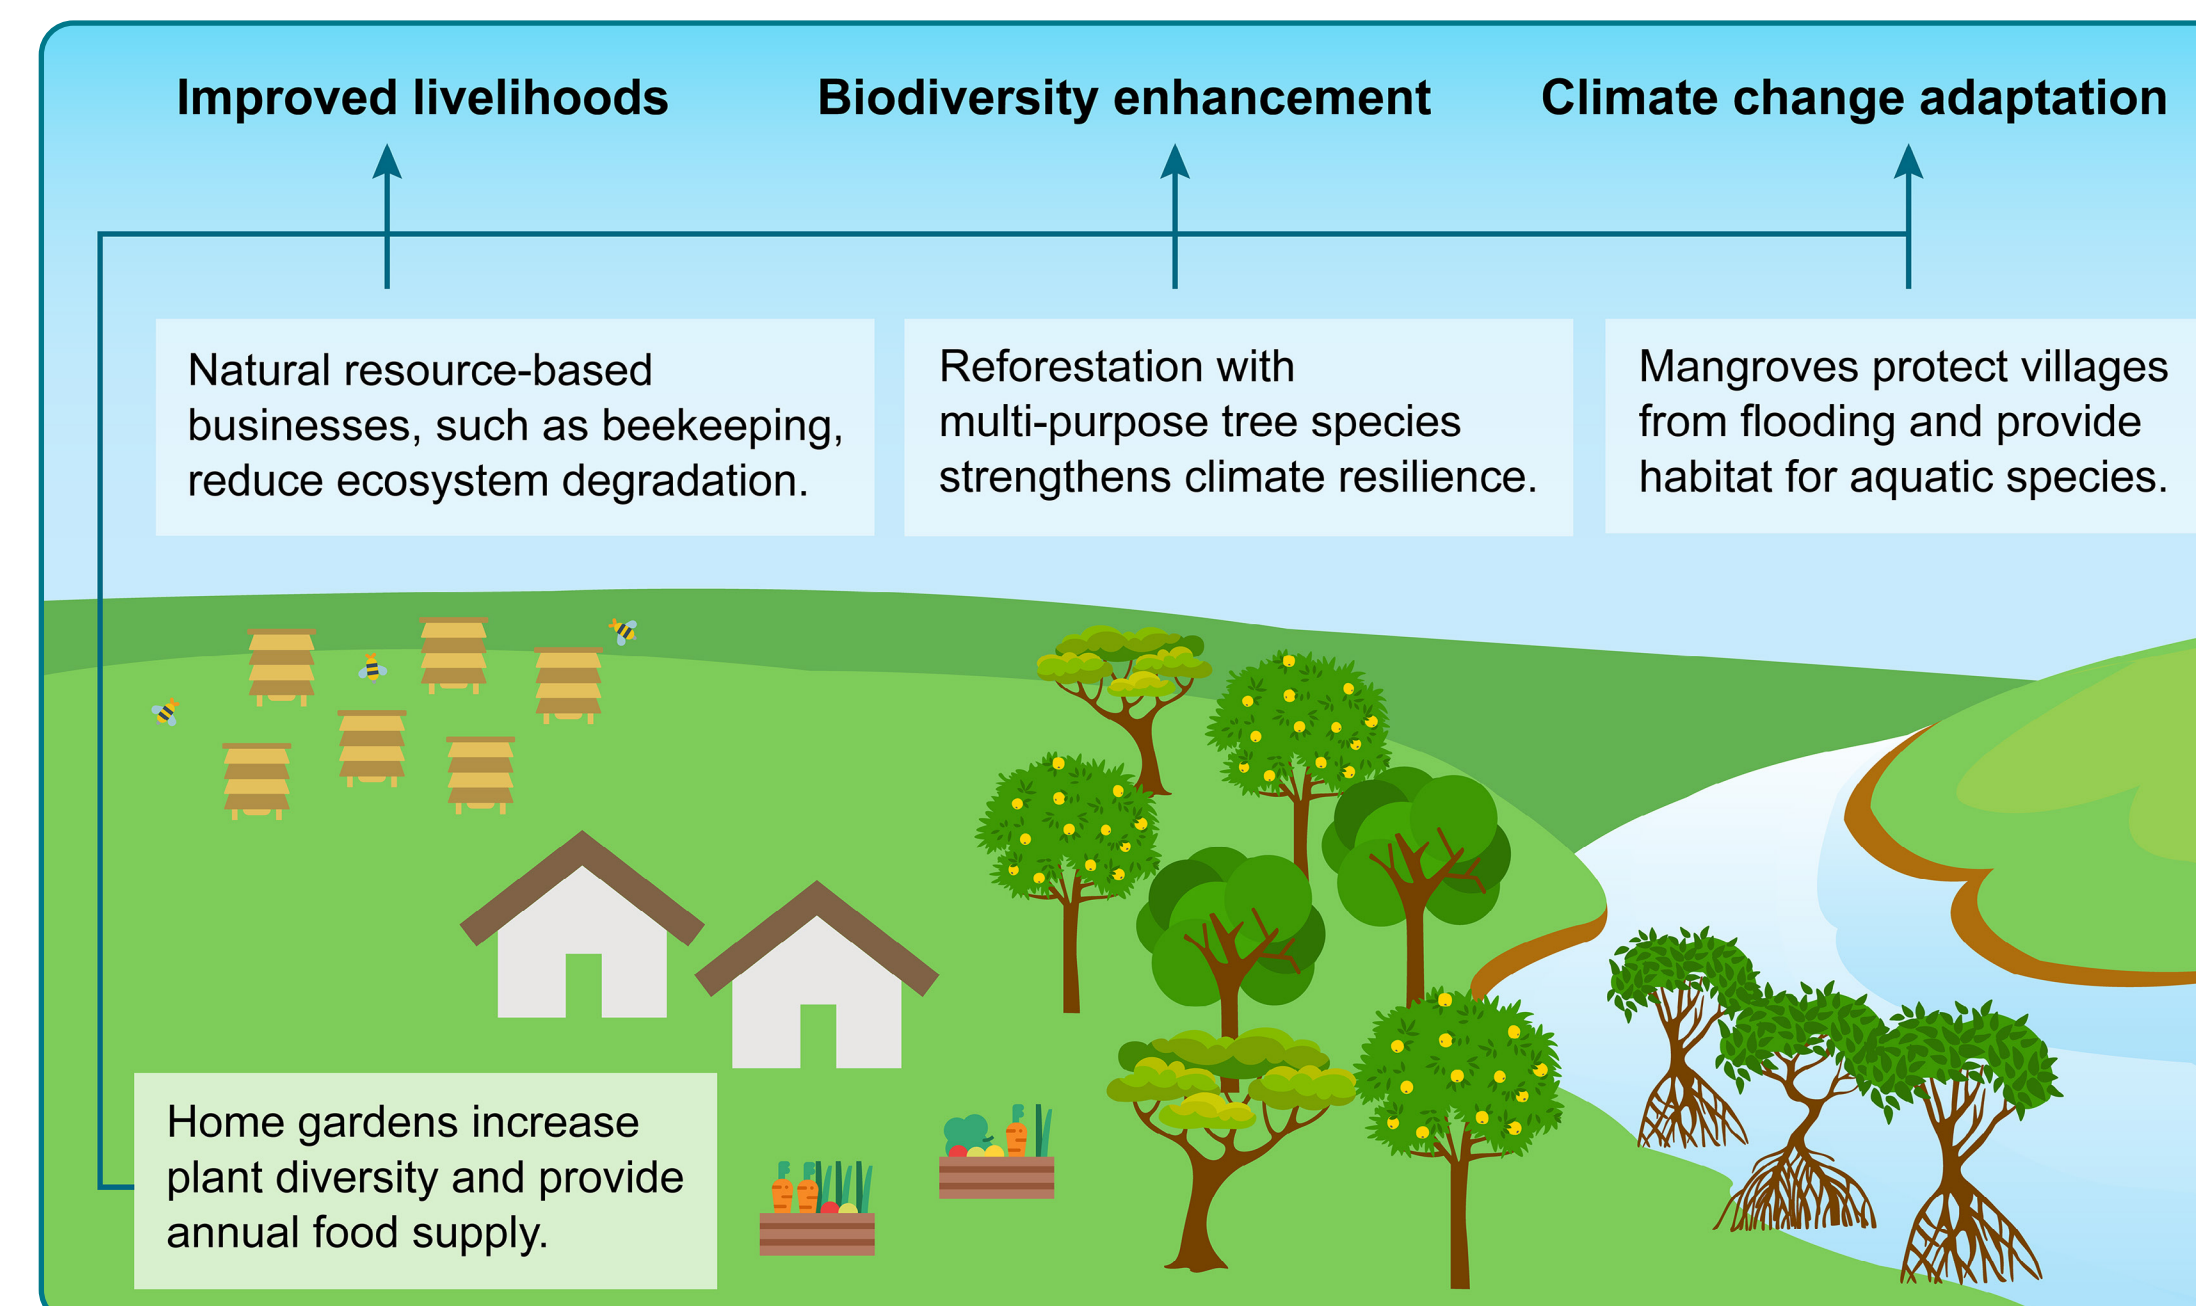 Improved livelihoods
Biodiversity enhancement
Climate change adaptation
Natural resource-based
businesses, such as beekeeping,
reduce ecosystem degradation.
Reforestation with
multi-purpose tree species
strengthens climate resilience.
Mangroves protect villages
from flooding and provide
habitat for aquatic species.
Home gardens increase
plant diversity and provide
annual food supply.